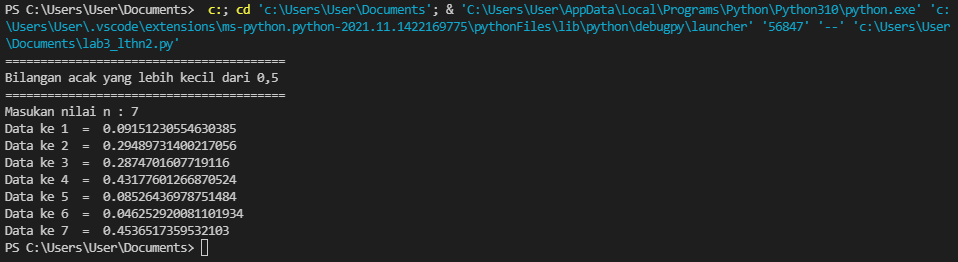 PS C:\Users\User\Documents>  c:; cd 'c:\Users\User\Documents'; & 'C:\Users\User\AppData\Local\Programs\Python\Python310\python.exe' 'c:
\Users\User\.vscode\extensions\ms-python.python-2021.11.1422169775\pythonFiles\lib\python\debugpy\launcher' '56847' '--' 'c:\Users\User
\Documents\lab3_lthn2.py'
========================================
Bilangan acak yang lebih kecil dari 0,5
========================================
Masukan nilai n : 7
Data ke 1  =  0.09151230554630385
Data ke 2  =  0.29489731400217056
Data ke 3  =  0.2874701607719116
Data ke 4  =  0.43177601266870524
Data ke 5  =  0.08526436978751484
Data ke 6  =  0.046252920081101934
Data ke 7  =  0.4536517359532103
PS C:\Users\User\Documents>